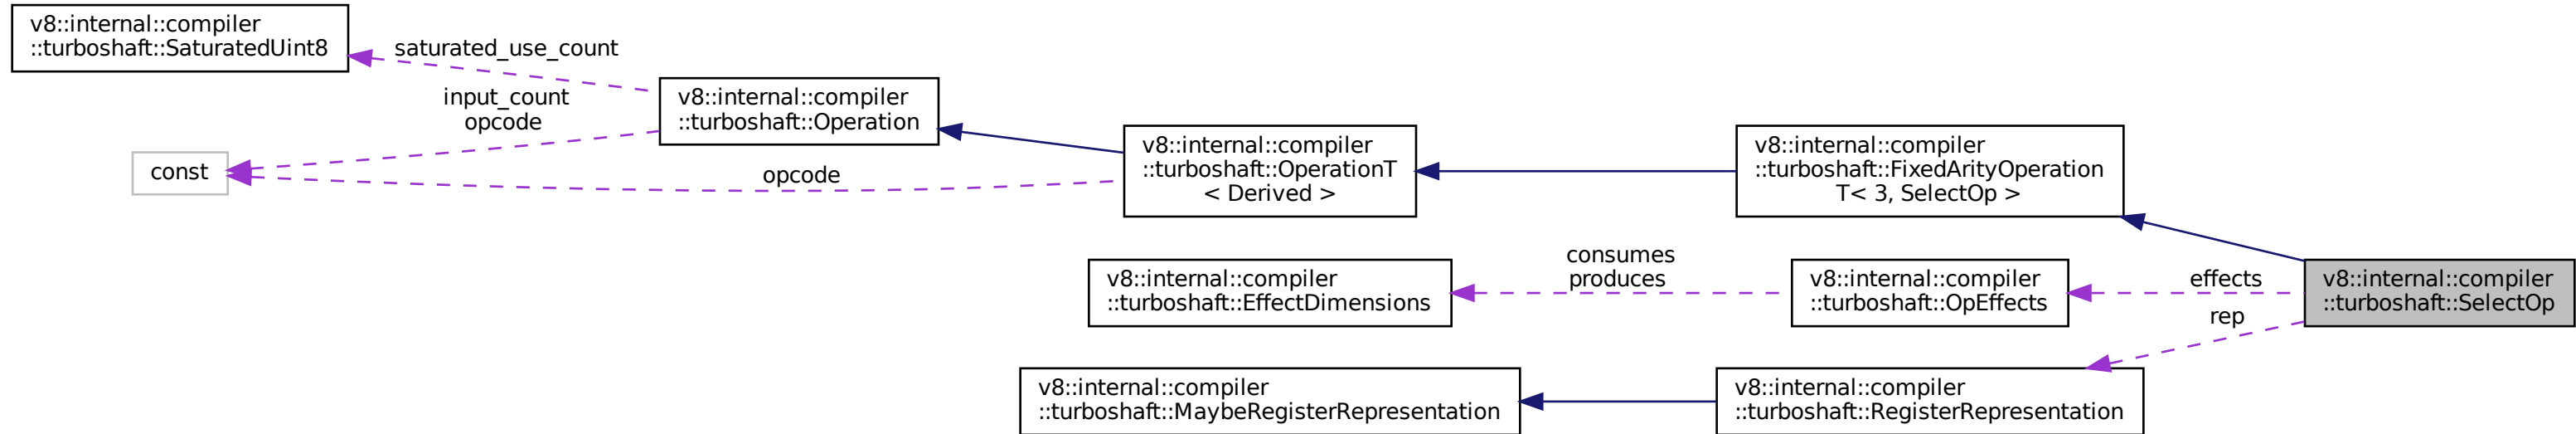 v8::internal::compiler
::turboshaft::SaturatedUint8
saturated_use_count
input_count
opcode
v8::internal::compiler
::turboshaft::Operation
const
opcode
v8::internal::compiler
::turboshaft::OperationT
< Derived >
v8::internal::compiler
::turboshaft::FixedArityOperation
T< 3, SelectOp >
v8::internal::compiler
::turboshaft::EffectDimensions
consumes
produces
v8::internal::compiler
::turboshaft::OpEffects
effects
rep
v8::internal::compiler
::turboshaft::SelectOp
v8::internal::compiler
::turboshaft::MaybeRegisterRepresentation
v8::internal::compiler
::turboshaft::RegisterRepresentation